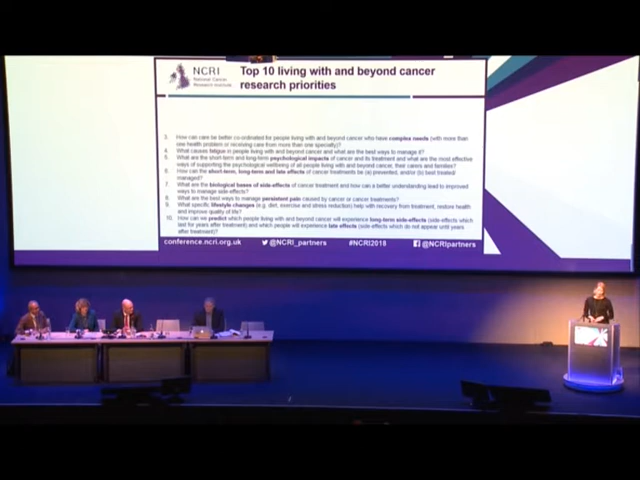 NCRI
National Cancer
Research Institute
Top 10 living with and beyond cancer
research priorities
3. How can care be better co-ordinated for people living with and beyond cancer who have complex needs (with more
than one health problem or receiving care from more than one specialty)?
4. What causes fatigue in people living with and beyond cancer and what are the best ways to manage it?
5. What are the short-term and long-term psychological impacts of cancer and its treatment and what are the most effective
ways of supporting the psychological wellbeing of all people living with and beyond cancer, their carers and families?
6. How can the short-term, long-term and late effects of cancer treatments be (a) prevented, and/or (b) best treated/
managed?
7. What are the biological bases of side-effects of cancer treatment and how can a better understanding lead to improved
ways to manage side-effects?
8. What are the best ways to manage persistent pain caused by cancer or cancer treatments?
9. What specific lifestyle changes (e.g. diet, exercise and stress reduction) help with recovery from treatment, restore health
and improve quality of life?
10. How can we predict which people living with and beyond cancer will experience long-term side-effects (side-effects which
last for years after treatment) and which people will experience late effects (side effects which do not appear until years
after treatment)?
conference.ncri.org.uk @NCRI_partners #NCRI2018 @NCRIpartners